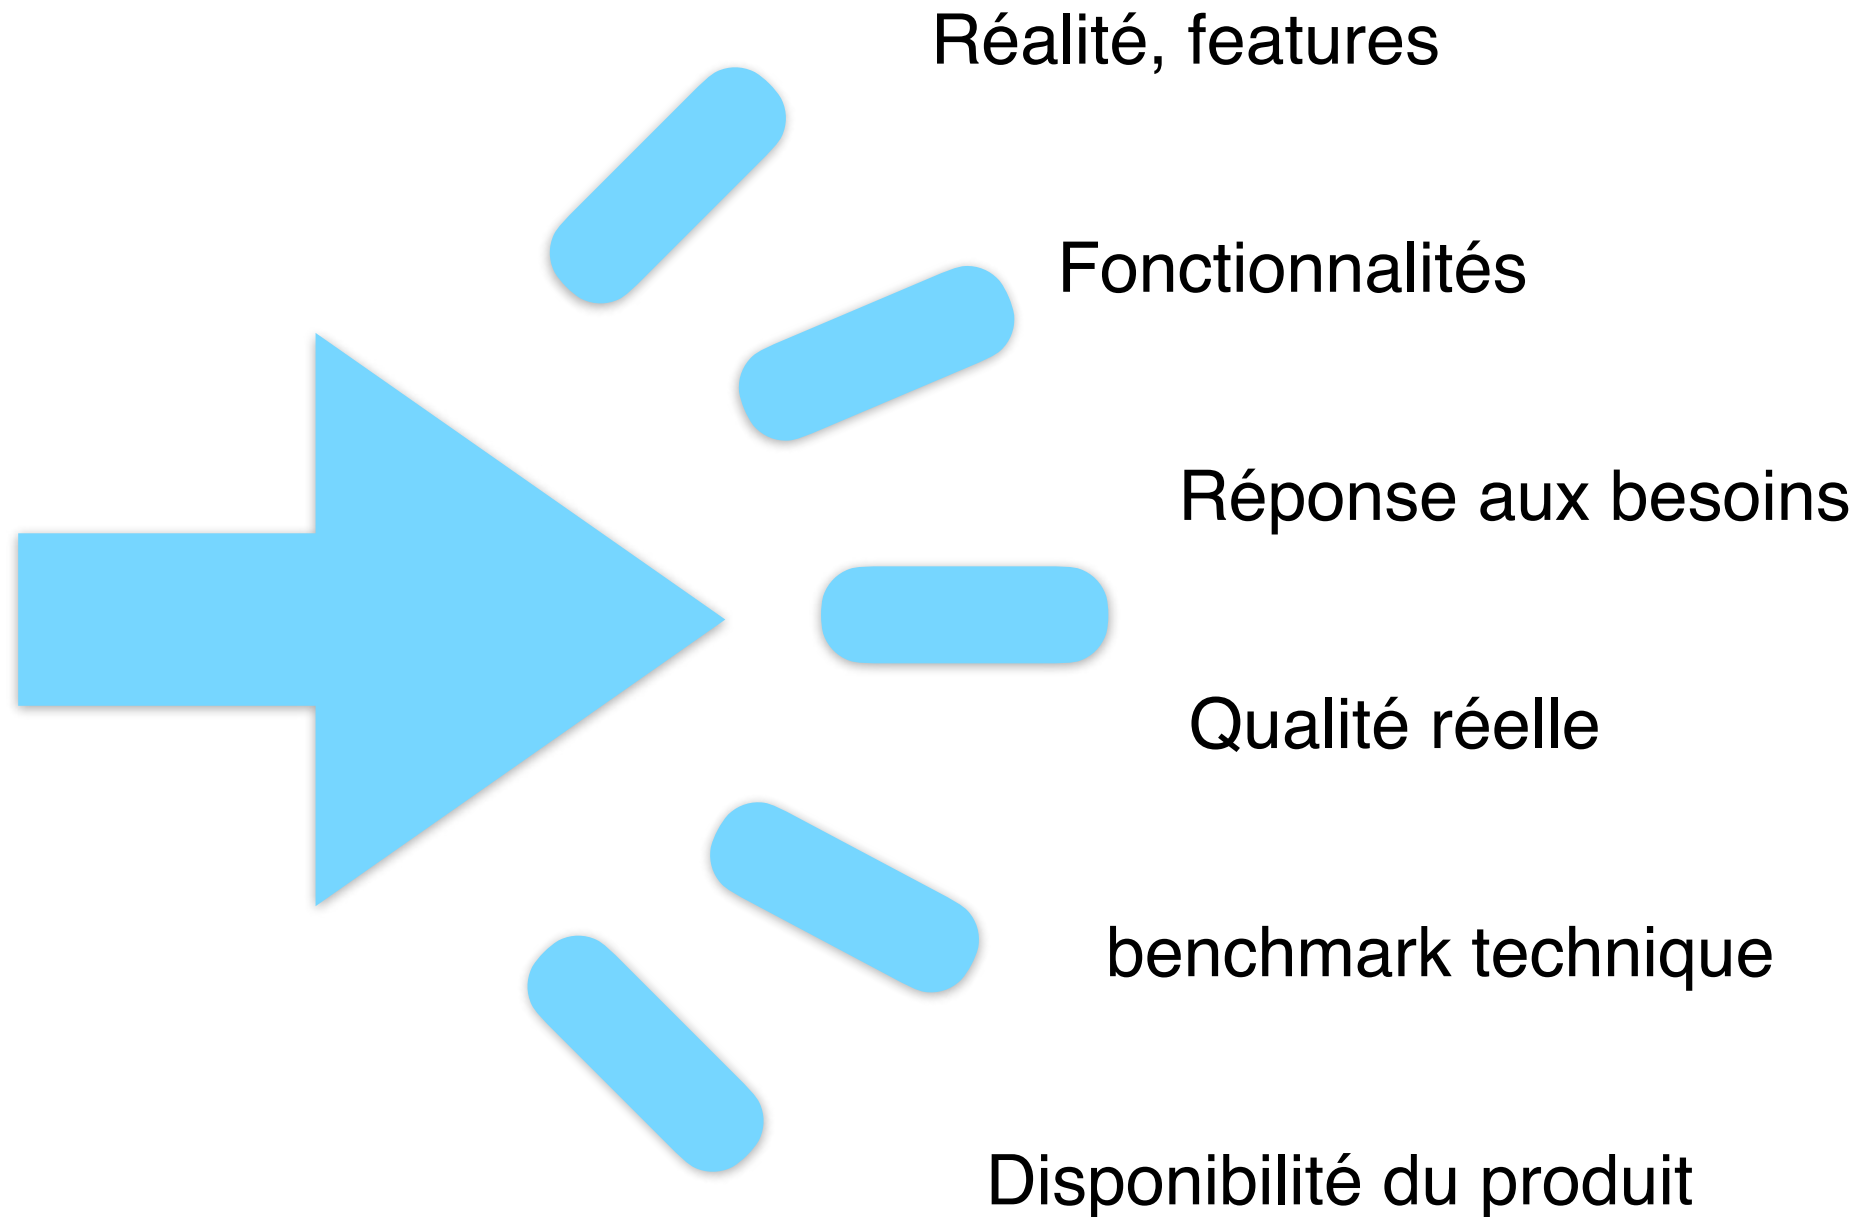 Réalité, features
Fonctionnalités
Réponse aux besoins
Qualité réelle
benchmark technique
Disponibilité du produit